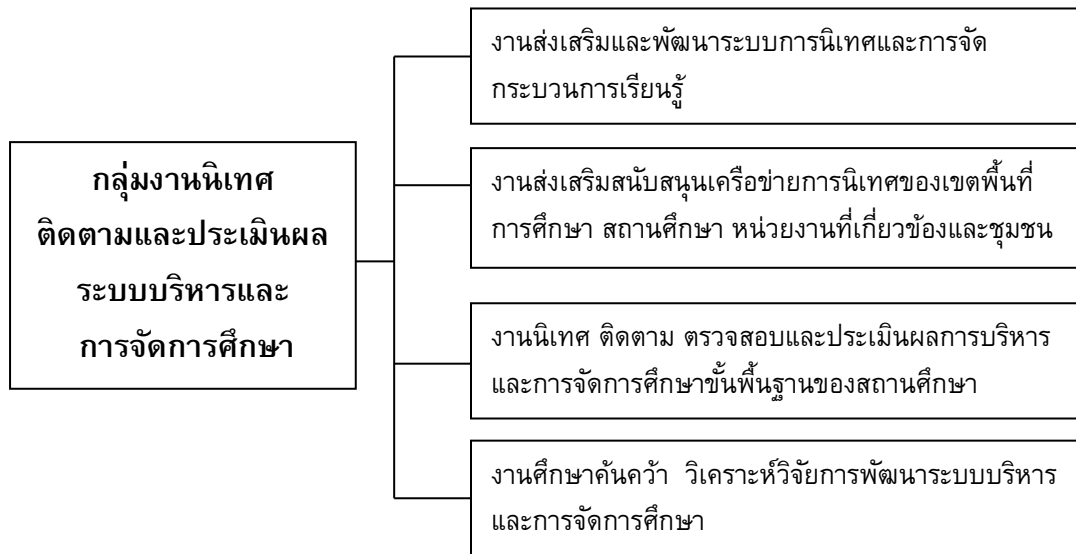 งานส่งเสริมและพัฒนาระบบการนิเทศและการจัด
กระบวนการเรียนรู้
กลุ่มงานนิเทศ
ติดตามและประเมินผล
ระบบบริหารและ
การจัดการศึกษา
งานส่งเสริมสนับสนุนเครือข่ายการนิเทศของเขตพื้นที่
การศึกษา สถานศึกษา หน่วยงานที่เกี่ยวข้องและชุมชน
งานนิเทศ ติดตาม ตรวจสอบและประเมินผลการบริหาร
และการจัดการศึกษาขั้นพื้นฐานของสถานศึกษา
งานศึกษาค้นคว้า วิเคราะห์วิจัยการพัฒนาระบบบริหาร
และการจัดการศึกษา